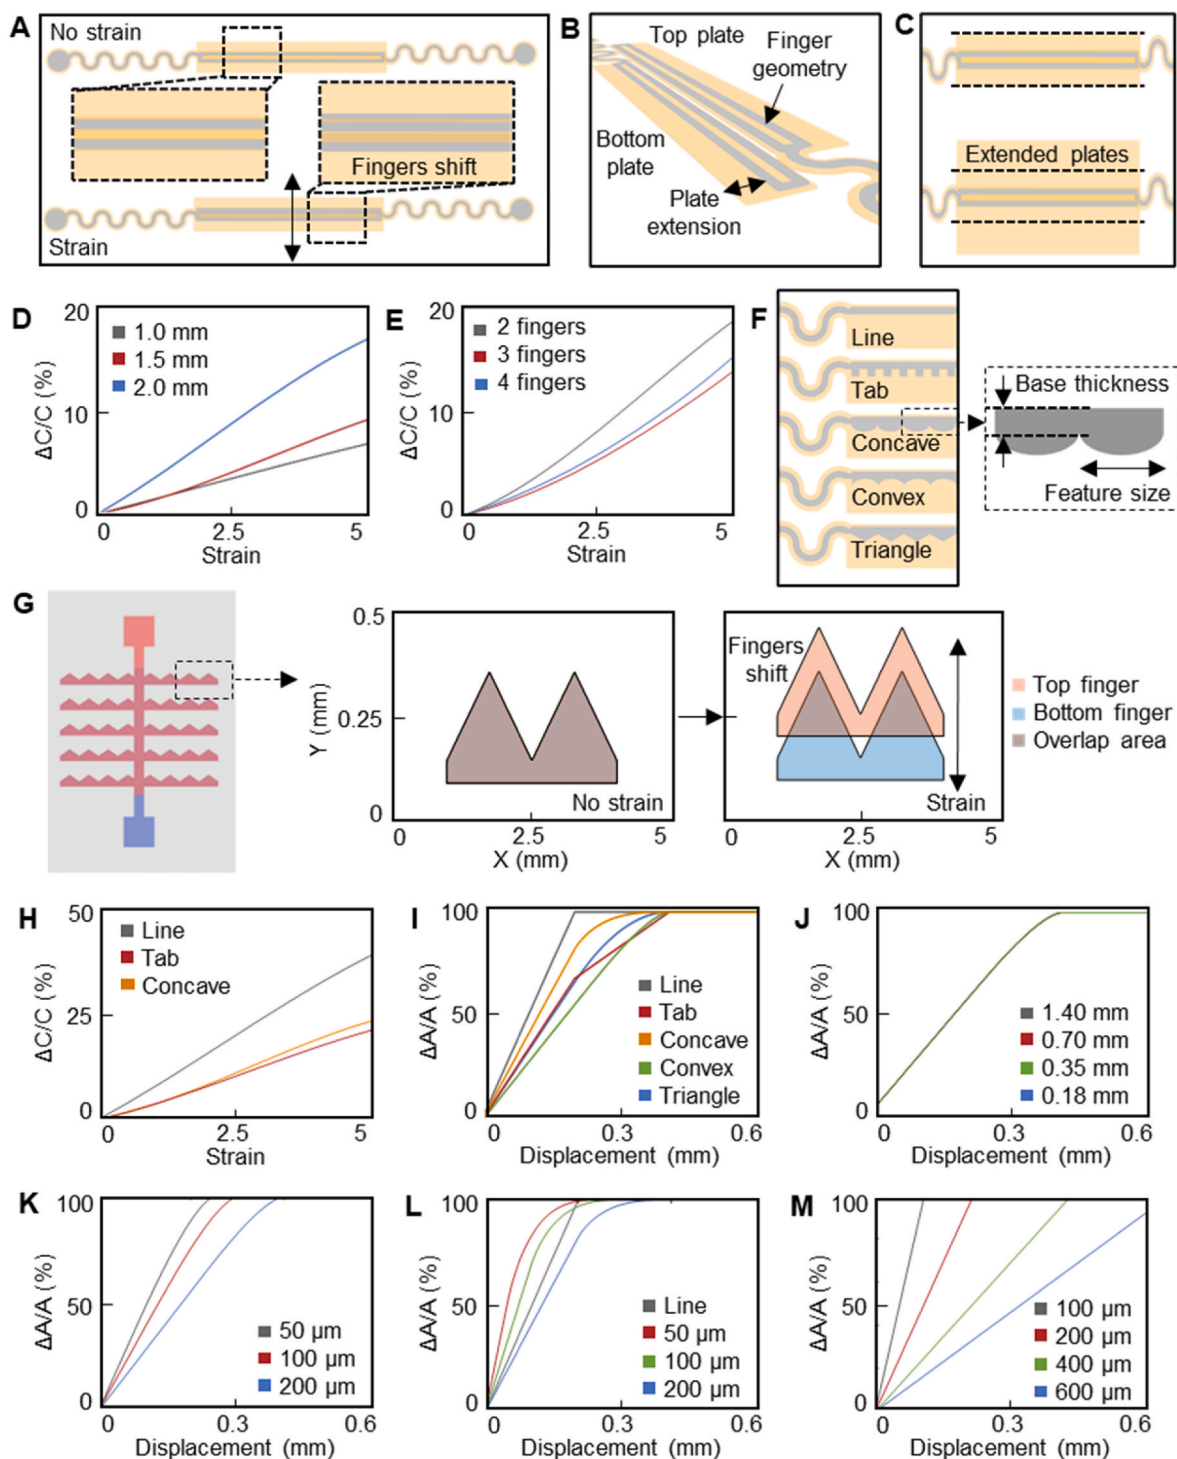 A
No strain
Fingers shift
Strain
B
Top plate
Finger
geometry
Bottom
plate
Plate
extension
C
Extended plates
D
20
10
0
ΔC/C (%)
1.0 mm
1.5 mm
2.0 mm
0
2.5
5
Strain
E
20
10
0
ΔC/C (%)
2 fingers
3 fingers
4 fingers
0
2.5
5
Strain
F
Line
Tab
Concave
Convex
Triangle
Base thickness
Feature size
G
0.5
0.25
0
Y (mm)
No strain
0
2.5
5
X (mm)
Fingers
shift
Strain
0
2.5
5
X (mm)
Top finger
Bottom finger
Overlap area
H
50
25
0
ΔC/C (%)
Line
Tab
Concave
0
2.5
5
Strain
I
100
50
0
ΔA/A (%)
Line
Tab
Concave
Convex
Triangle
0
0.3
0.6
Displacement (mm)
J
100
50
0
ΔA/A (%)
1.40 mm
0.70 mm
0.35 mm
0.18 mm
0
0.3
0.6
Displacement (mm)
K
100
50
0
ΔA/A (%)
50 µm
100 µm
200 µm
0
0.3
0.6
Displacement (mm)
L
100
50
0
ΔA/A (%)
Line
50 µm
100 µm
200 µm
0
0.3
0.6
Displacement (mm)
M
100
50
0
ΔA/A (%)
100 µm
200 µm
400 µm
600 µm
0
0.3
0.6
Displacement (mm)